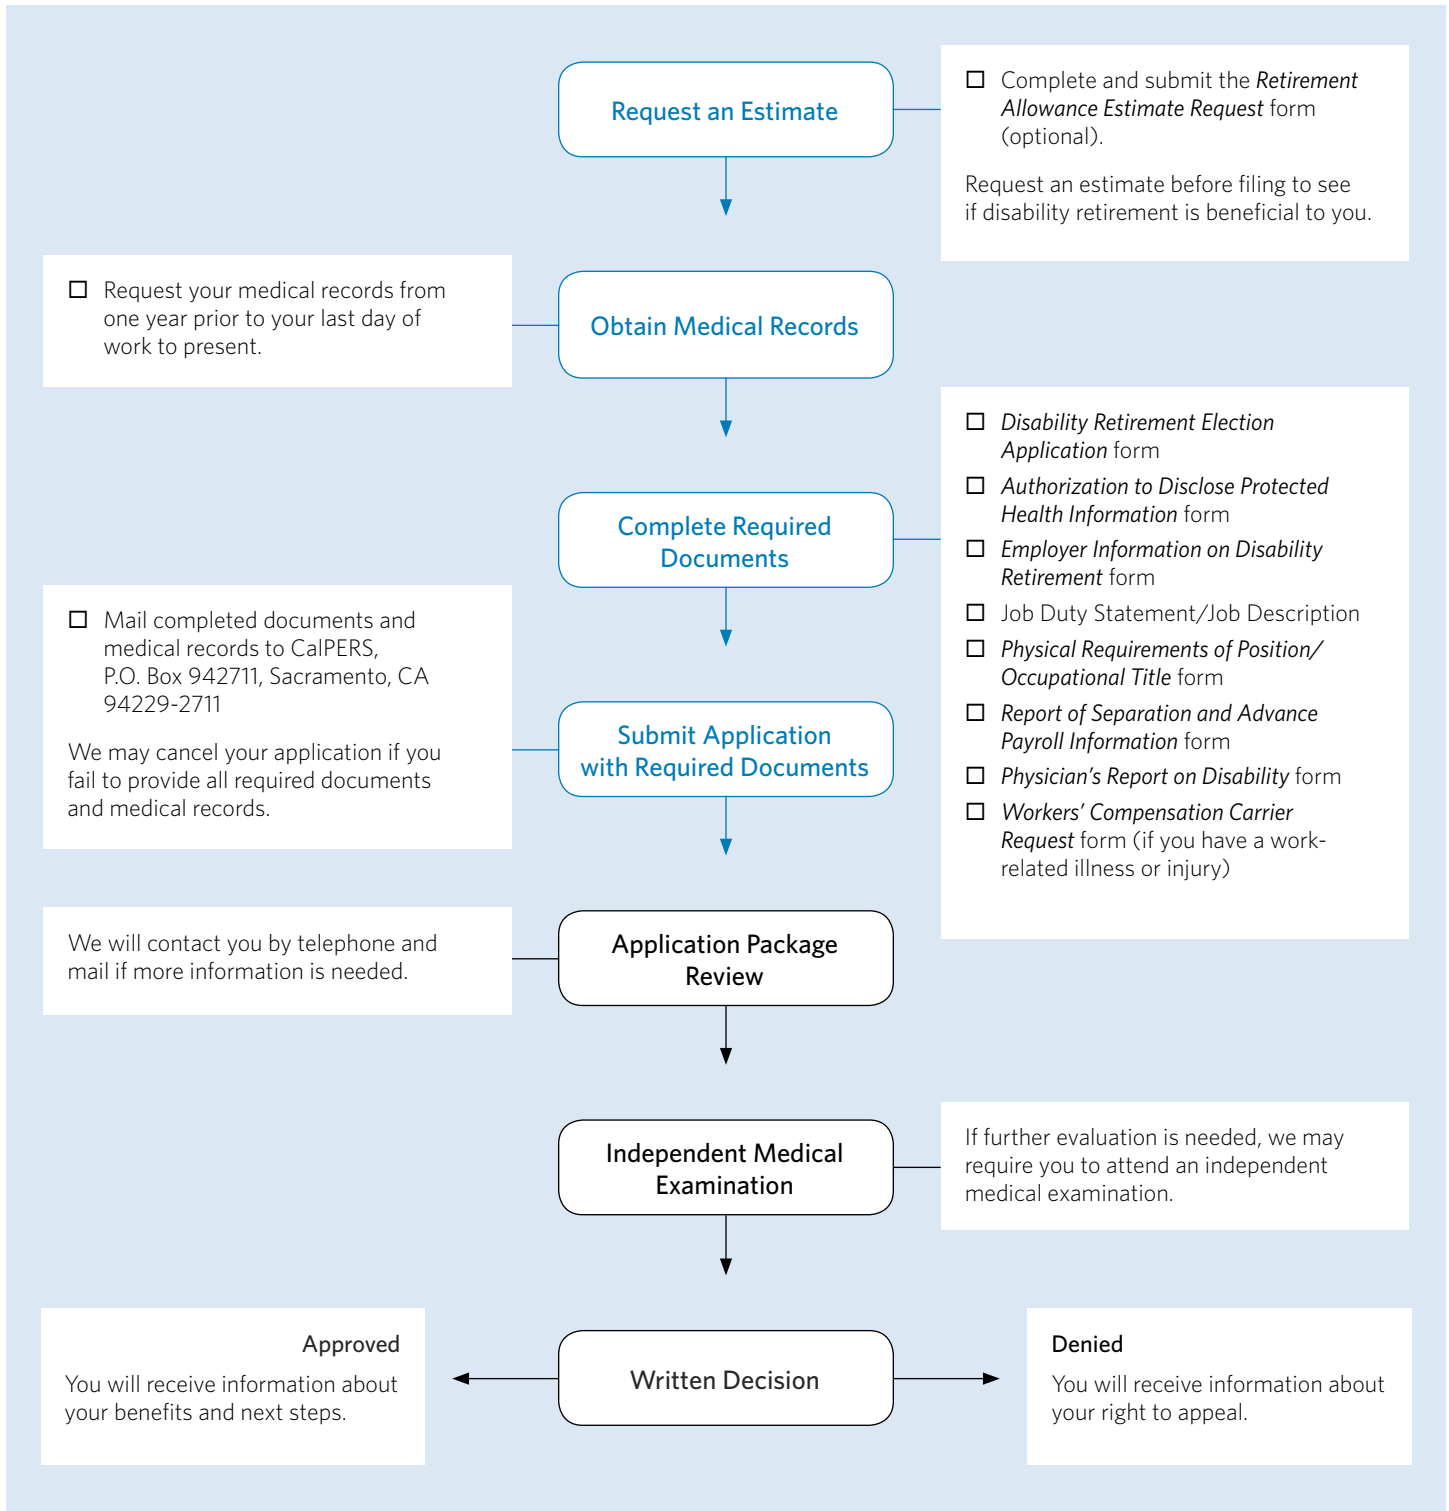 Request an Estimate
☐ Complete and submit the Retirement
Allowance Estimate Request form
(optional).
Request an estimate before filing to see
if disability retirement is beneficial to you.
☐ Request your medical records from
one year prior to your last day of
work to present.
Obtain Medical Records
Complete Required
Documents
☐ Disability Retirement Election
Application form
☐ Authorization to Disclose Protected
Health Information form
☐ Employer Information on Disability
Retirement form
☐ Job Duty Statement/Job Description
☐ Physical Requirements of Position/
Occupational Title form
☐ Report of Separation and Advance
Payroll Information form
☐ Physician's Report on Disability form
☐ Workers' Compensation Carrier
Request form (if you have a work-
related illness or injury)
☐ Mail completed documents and
medical records to CalPERS,
P.O. Box 942711, Sacramento, CA
94229-2711
We may cancel your application if you
fail to provide all required documents
and medical records.
Submit Application
with Required Documents
We will contact you by telephone and
mail if more information is needed.
Application Package
Review
Independent Medical
Examination
If further evaluation is needed, we may
require you to attend an independent
medical examination.
Approved
You will receive information about
your benefits and next steps.
Written Decision
Denied
You will receive information about
your right to appeal.